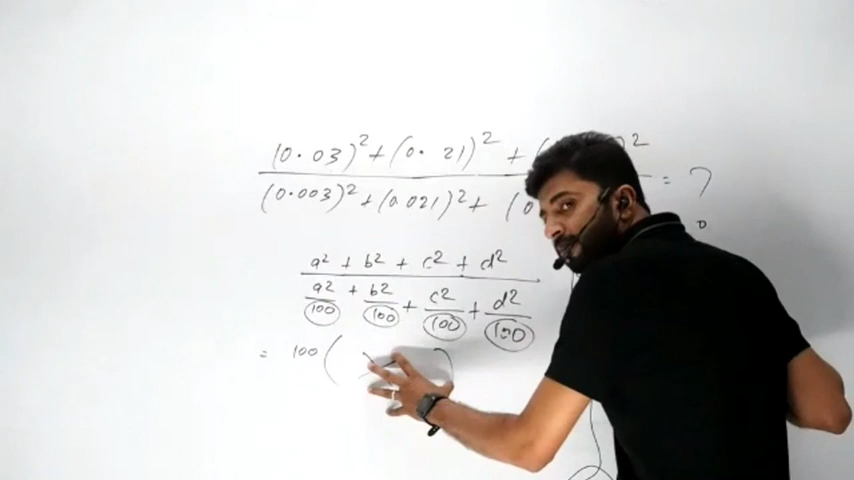 (0.03)² + (0.21)² + ( )²
(0.003)² + (0.021)² + (0 = ?
a² + b² + c² + d²
a²/100 + b²/100 + c²/100 + d²/100
= 100 ( )